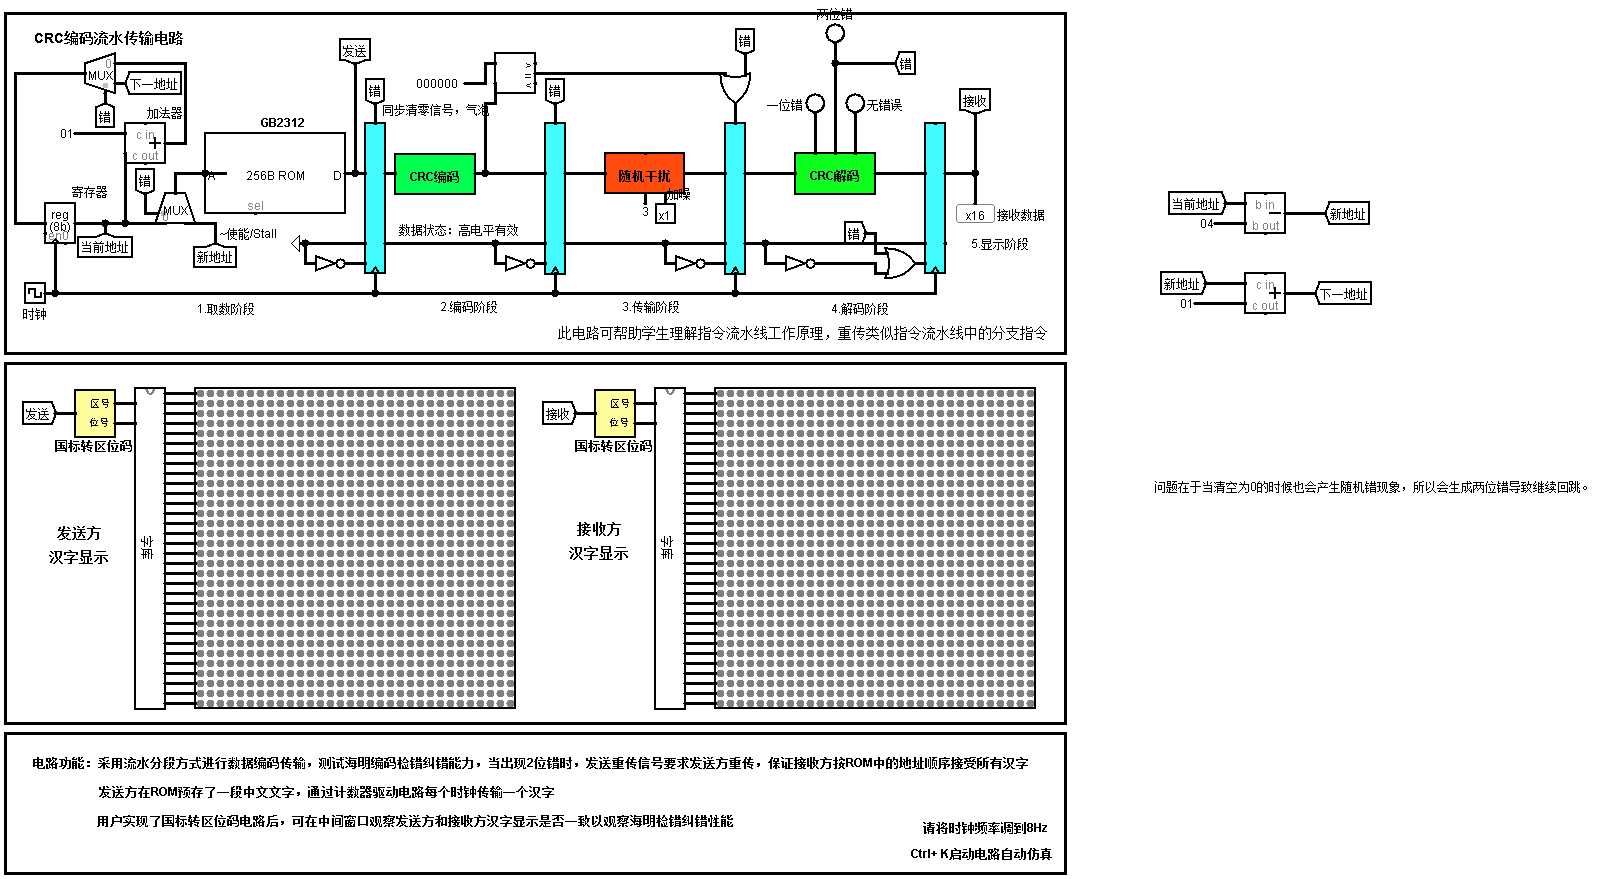 CRC编码流水传输电路
两位错
错
发送
0
MUX
下一地址
错
000000
错
错
错
同步清零信号，气泡
一位错
无错误
接收
加法器
01
c in
+
c out
GB2312
A
256B ROM
D
sel
CRC编码
随机干扰
加噪
3
x1
CRC解码
错
MUX
0
寄存器
reg
(8b)
en0
当前地址
~使能/Stall
新地址
数据状态：高电平有效
错
x16
接收数据
5.显示阶段
时钟
1.取数阶段
2.编码阶段
3.传输阶段
4.解码阶段
此电路可帮助学生理解指令流水线工作原理，重传类似指令流水线中的分支指令
当前地址
b in
04
b out
新地址
新地址
c in
+
01
c out
下一地址
问题在于当清空为0的时候也会产生随机错现象，所以会生成两位错导致继续回跳。
发送
区号
位号
国标转区位码
字库
发送方
汉字显示
接收
区号
位号
国标转区位码
字库
接收方
汉字显示
电路功能：采用流水分段方式进行数据编码传输，测试海明编码检错纠错能力，当出现2位错时，发送重传信号要求发送方重传，保证接收方按ROM中的地址顺序接受所有汉字
发送方在ROM预存了一段中文文字，通过计数器驱动电路每个时钟传输一个汉字
用户实现了国标转区位码电路后，可在中间窗口观察发送方和接收方汉字显示是否一致以观察海明检错纠错性能
请将时钟频率调到8Hz
Ctrl+ K启动电路自动仿真